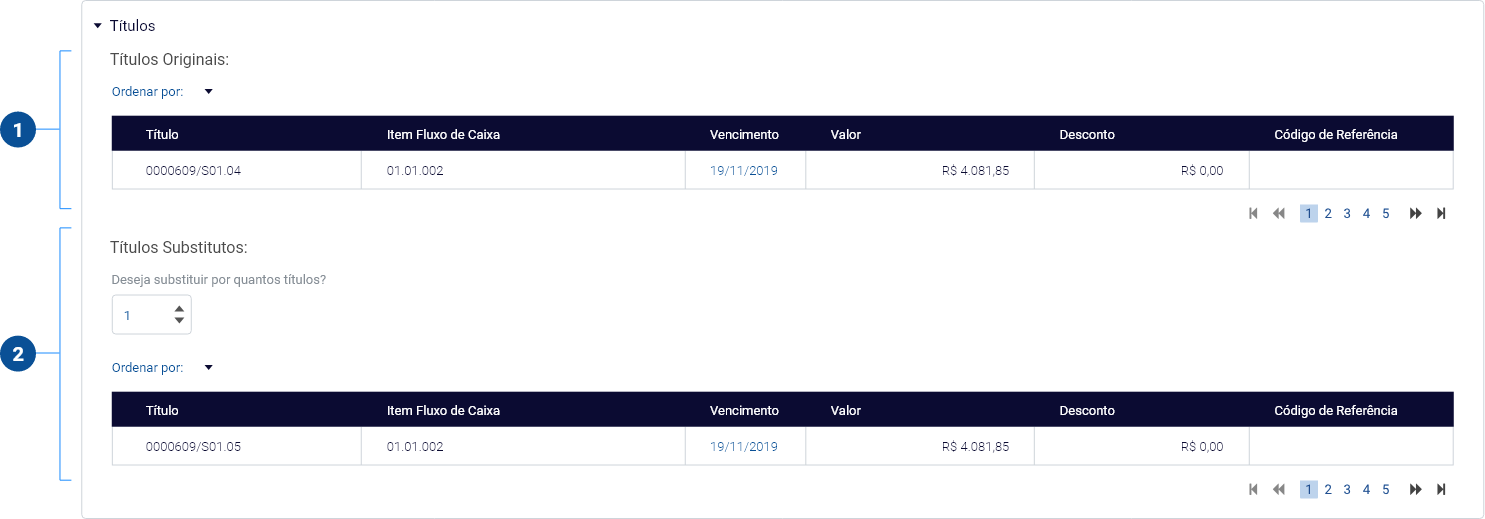 Títulos
Títulos Originais:
Ordenar por:
1
Título Item Fluxo de Caixa Vencimento Valor Desconto Código de Referência
0000609/S01.04 01.01.002 19/11/2019 R$ 4.081,85 R$ 0,00
1 2 3 4 5
Títulos Substitutos:
Deseja substituir por quantos títulos?
1
2
Ordenar por:
Título Item Fluxo de Caixa Vencimento Valor Desconto Código de Referência
0000609/S01.05 01.01.002 19/11/2019 R$ 4.081,85 R$ 0,00
1 2 3 4 5